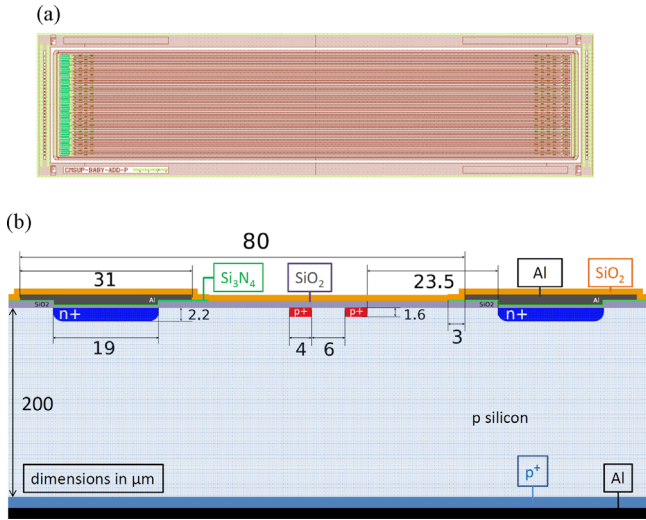 (a)
CMSUP-BABY-ADD-P
(b)
80
31
Si₃N₄
SiO₂
23.5
Al
SiO₂
SiO2
Al
SiO2
Al
n+
2.2
p+
p+
1.6
n+
19
4
6
3
200
p silicon
dimensions in µm
p⁺
Al